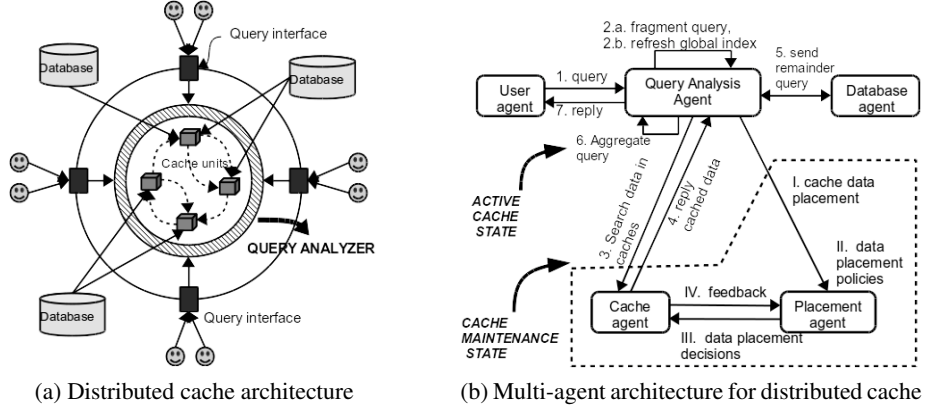 Query interface
Database
Database
Cache units
QUERY ANALYZER
Database
Query interface
(a) Distributed cache architecture
2.a. fragment query,
2.b. refresh global index
5. send
remainder
query
1. query
User
agent
Query Analysis
Agent
Database
agent
7. reply
6. Aggregate
query
ACTIVE
CACHE
STATE
3. Search data in
caches
4. reply
cached data
I. cache data
placement
II. data
placement
policies
CACHE
MAINTENANCE
STATE
Cache
agent
IV. feedback
Placement
agent
III. data placement
decisions
(b) Multi-agent architecture for distributed cache